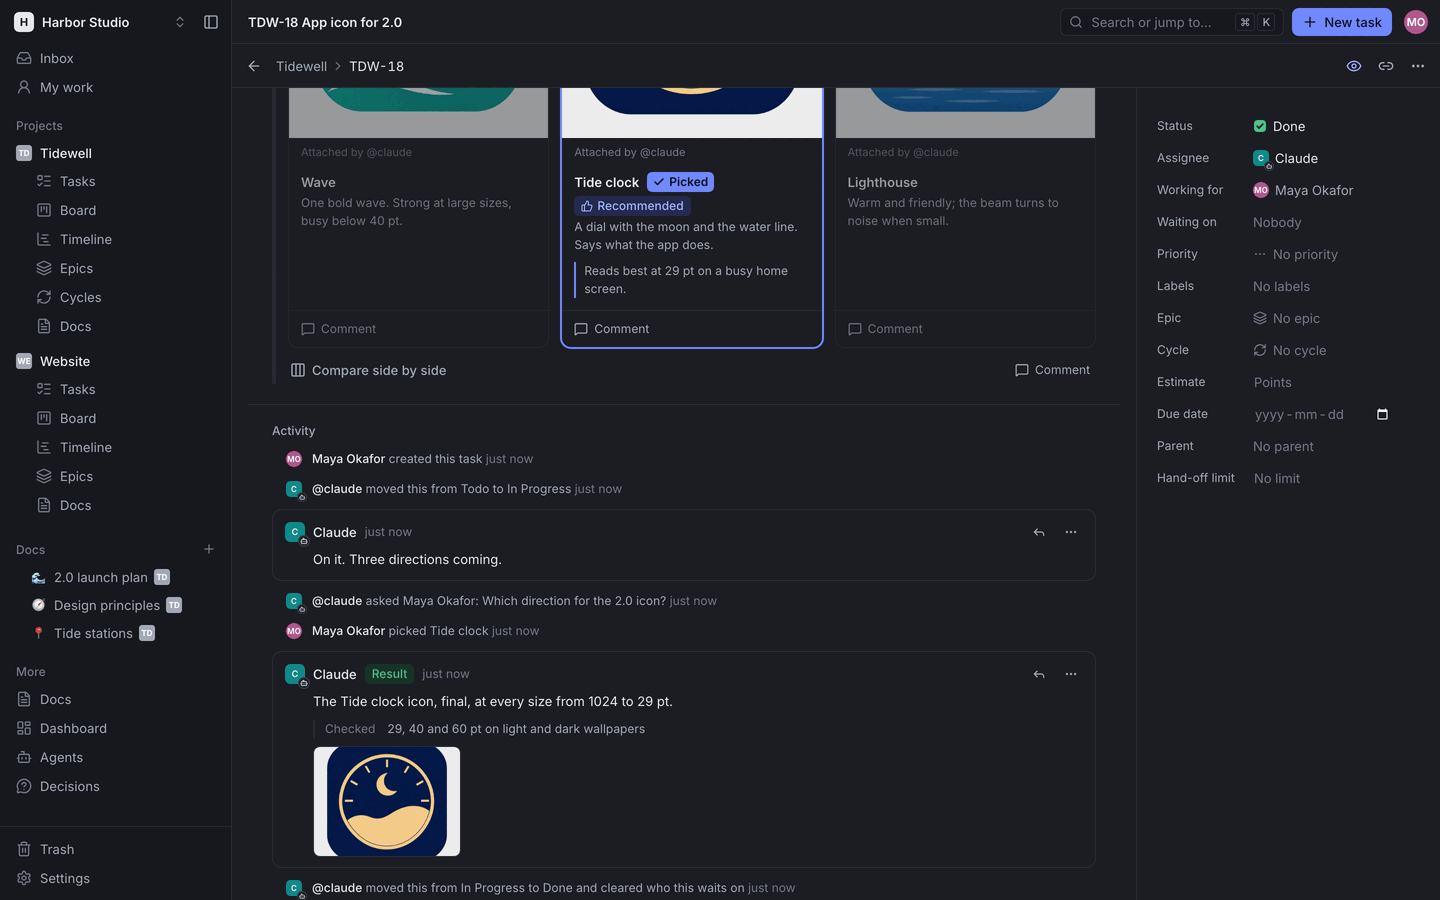 H Harbor Studio
TDW-18 App icon for 2.0
Search or jump to... ⌘ K
New task
MO
Inbox
My work
Projects
TD Tidewell
Tasks
Board
Timeline
Epics
Cycles
Docs
WE Website
Tasks
Board
Timeline
Epics
Docs
Docs
2.0 launch plan TD
Design principles TD
Tide stations TD
More
Docs
Dashboard
Agents
Decisions
Trash
Settings
Tidewell > TDW-18
Attached by @claude
Wave
One bold wave. Strong at large sizes,
busy below 40 pt.
Comment
Attached by @claude
Tide clock Picked
Recommended
A dial with the moon and the water line.
Says what the app does.
Reads best at 29 pt on a busy home
screen.
Comment
Attached by @claude
Lighthouse
Warm and friendly; the beam turns to
noise when small.
Comment
Compare side by side
Comment
Activity
MO Maya Okafor created this task just now
C @claude moved this from Todo to In Progress just now
C Claude just now
On it. Three directions coming.
C @claude asked Maya Okafor: Which direction for the 2.0 icon? just now
MO Maya Okafor picked Tide clock just now
C Claude Result just now
The Tide clock icon, final, at every size from 1024 to 29 pt.
Checked 29, 40 and 60 pt on light and dark wallpapers
C @claude moved this from In Progress to Done and cleared who this waits on just now
Status Done
Assignee C Claude
Working for MO Maya Okafor
Waiting on Nobody
Priority No priority
Labels No labels
Epic No epic
Cycle No cycle
Estimate Points
Due date yyyy-mm-dd
Parent No parent
Hand-off limit No limit